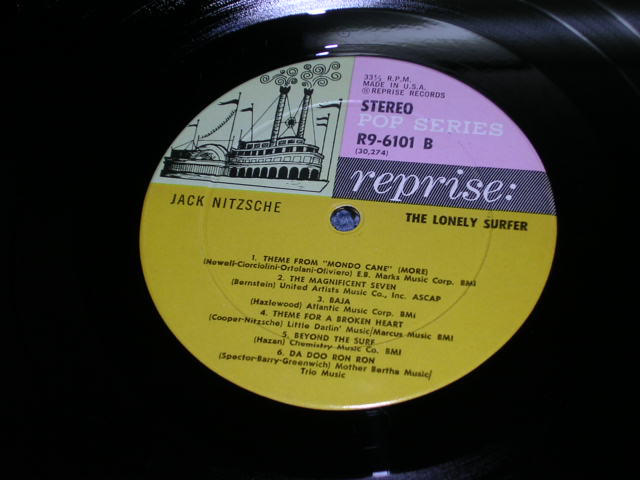 33⅓ R.P.M.
MADE IN U.S.A.
Ⓟ REPRISE RECORDS
STEREO
POP SERIES
R9-6101 B
(30,274)
reprise:
JACK NITZSCHE
THE LONELY SURFER
1. THEME FROM "MONDO CANE" (MORE)
(Newell-Ciorciolini-Ortolani-Oliviero) E.B. Marks Music Corp. BMI
2. THE MAGNIFICENT SEVEN
(Bernstein) United Artists Music Co., Inc. ASCAP
3. BAJA
(Hazlewood) Atlantic Music Corp. BMI
4. THEME FOR A BROKEN HEART
(Cooper-Nitzsche) Little Darlin' Music/Marcus Music BMI
5. BEYOND THE SURF
(Hazan) Chemistry Music Co. BMI
6. DA DOO RON RON
(Spector-Barry-Greenwich) Mother Bertha Music/
Trio Music